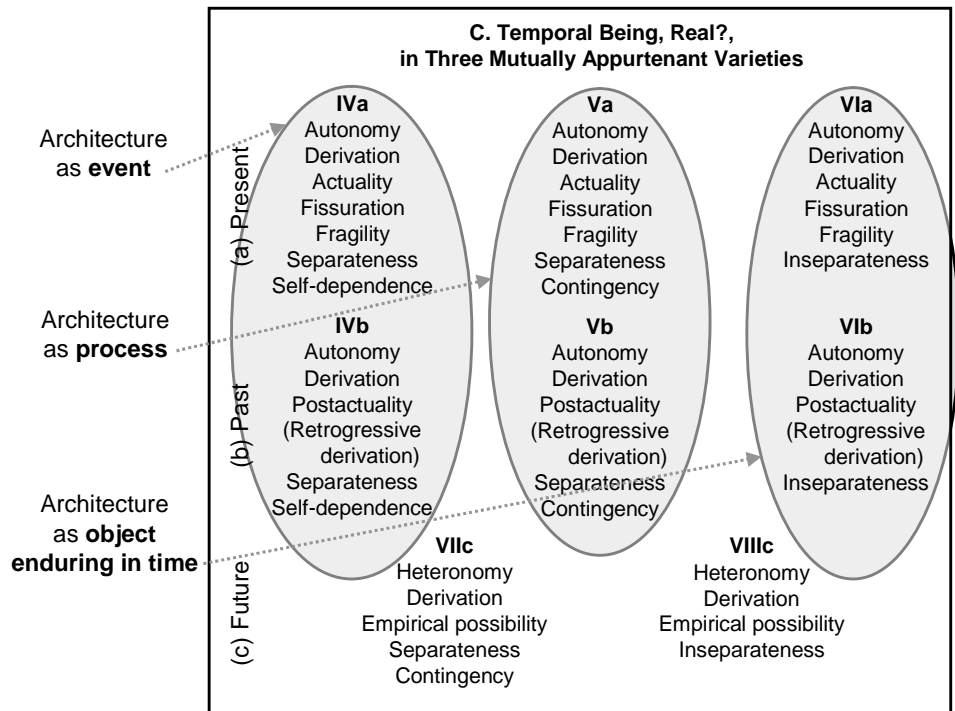 C. Temporal Being, Real?,
in Three Mutually Appurtenant Varieties
Architecture
as event
Architecture
as process
Architecture
as object
enduring in time
(a) Present
(b) Past
(c) Future
IVa
Autonomy
Derivation
Actuality
Fissuration
Fragility
Separateness
Self-dependence
IVb
Autonomy
Derivation
Postactuality
(Retrogressive
derivation)
Separateness
Self-dependence
Va
Autonomy
Derivation
Actuality
Fissuration
Fragility
Separateness
Contingency
Vb
Autonomy
Derivation
Postactuality
(Retrogressive
derivation)
Separateness
Contingency
VIa
Autonomy
Derivation
Actuality
Fissuration
Fragility
Inseparateness
VIb
Autonomy
Derivation
Postactuality
(Retrogressive
derivation)
Inseparateness
VIIc
Heteronomy
Derivation
Empirical possibility
Separateness
Contingency
VIIIc
Heteronomy
Derivation
Empirical possibility
Inseparateness